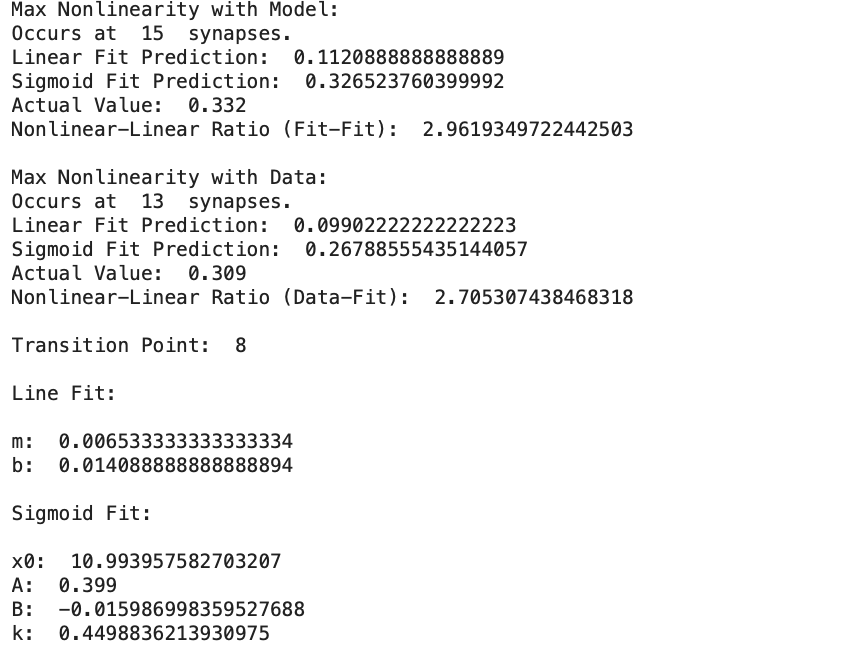 Max Nonlinearity with Model:
Occurs at  15  synapses.
Linear Fit Prediction:  0.1120888888888889
Sigmoid Fit Prediction:  0.326523760399992
Actual Value:  0.332
Nonlinear-Linear Ratio (Fit-Fit):  2.9619349722442503
Max Nonlinearity with Data:
Occurs at  13  synapses.
Linear Fit Prediction:  0.09902222222222223
Sigmoid Fit Prediction:  0.26788555435144057
Actual Value:  0.309
Nonlinear-Linear Ratio (Data-Fit):  2.705307438468318
Transition Point:  8
Line Fit:
m:  0.006533333333333334
b:  0.014088888888888894
Sigmoid Fit:
x0:  10.993957582703207
A:  0.399
B:  -0.015986998359527688
k:  0.4498836213930975